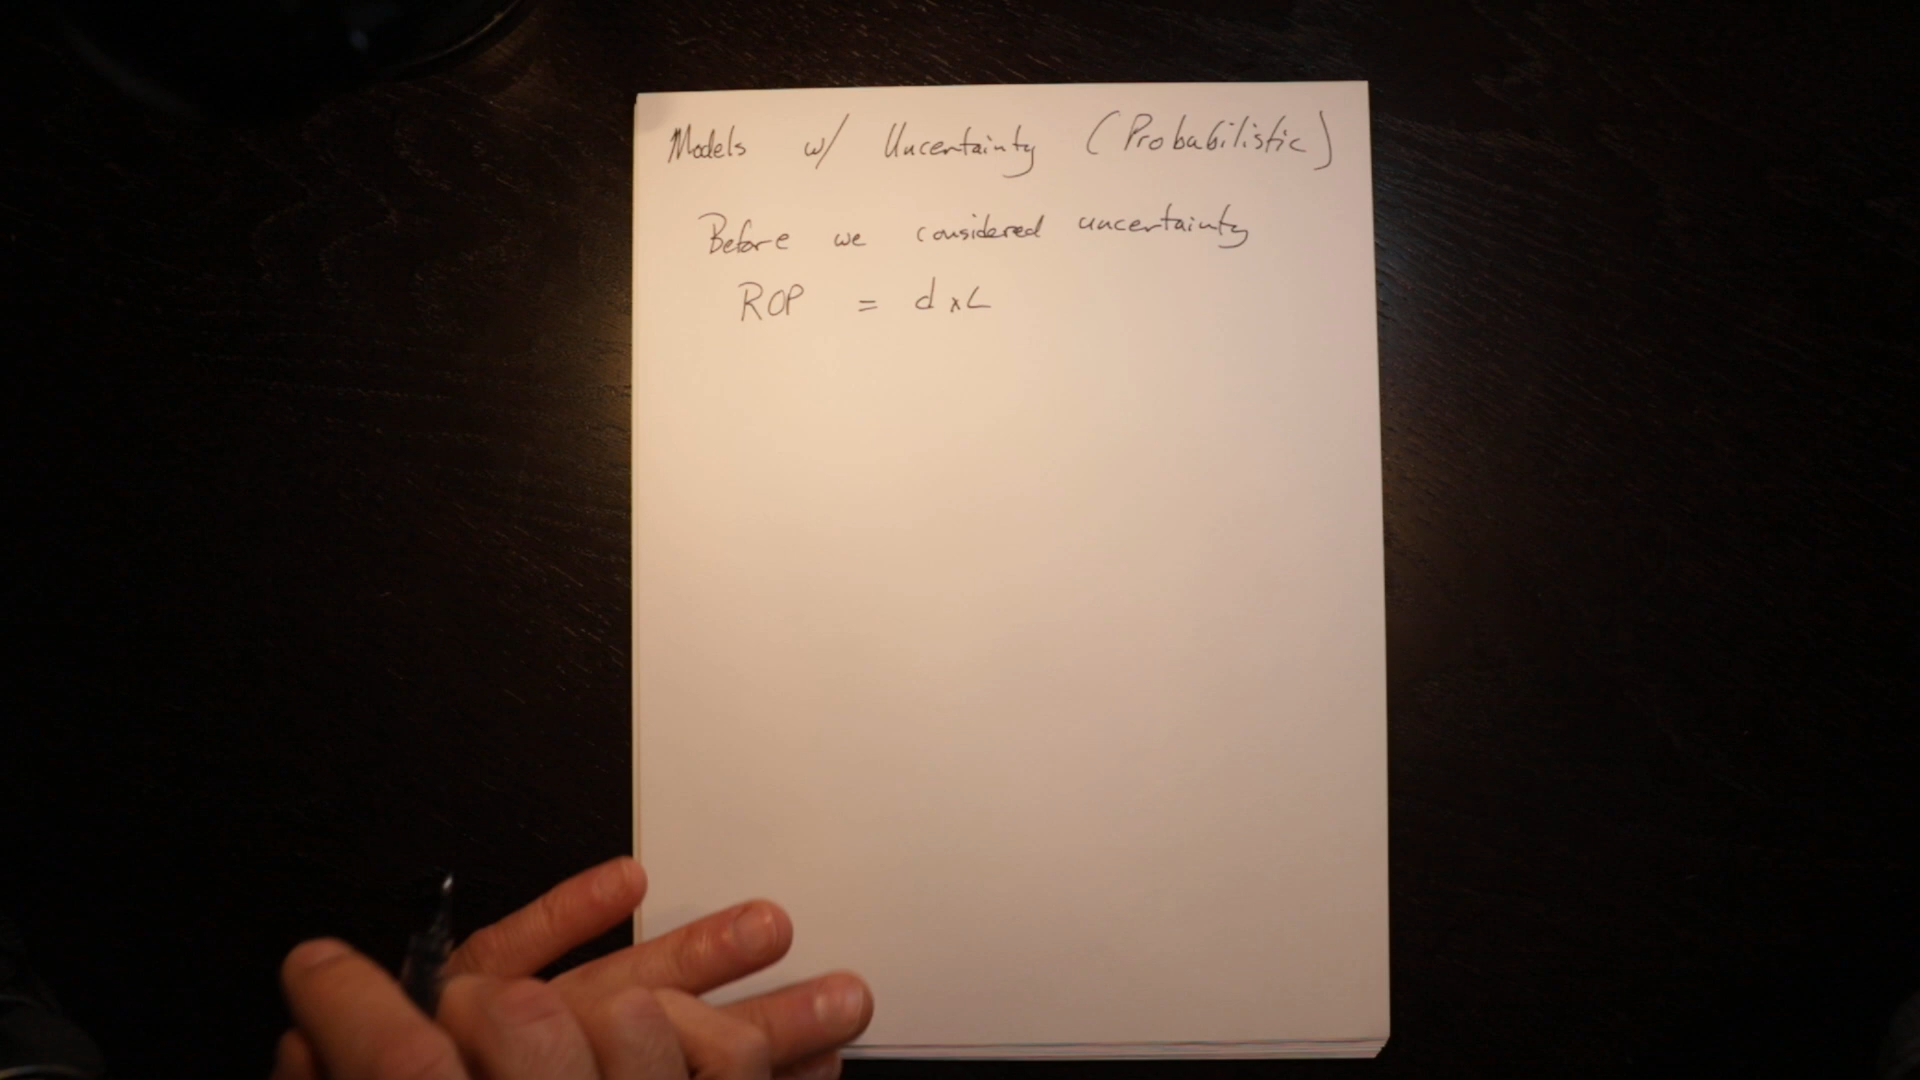 Models w/ Uncertainty (Probabilistic)
Before we considered uncertainty
ROP = d x L